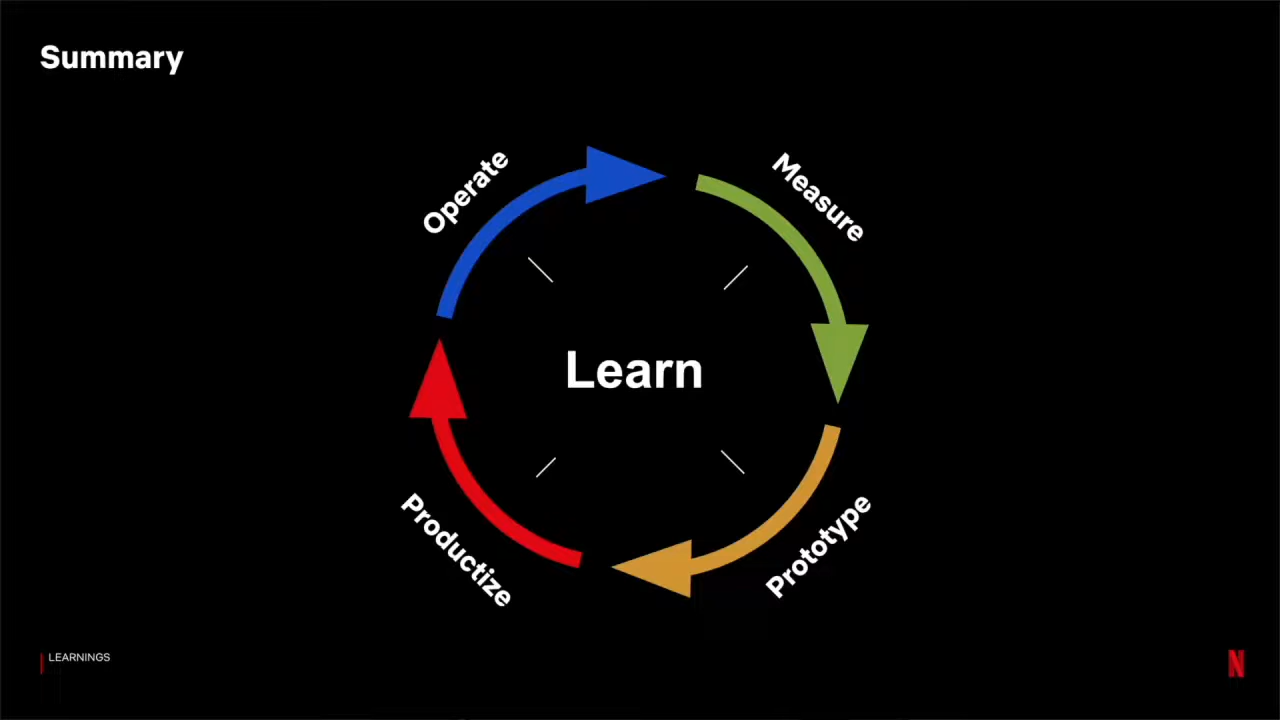 Summary
Operate
Measure
Learn
Productize
Prototype
LEARNINGS
N